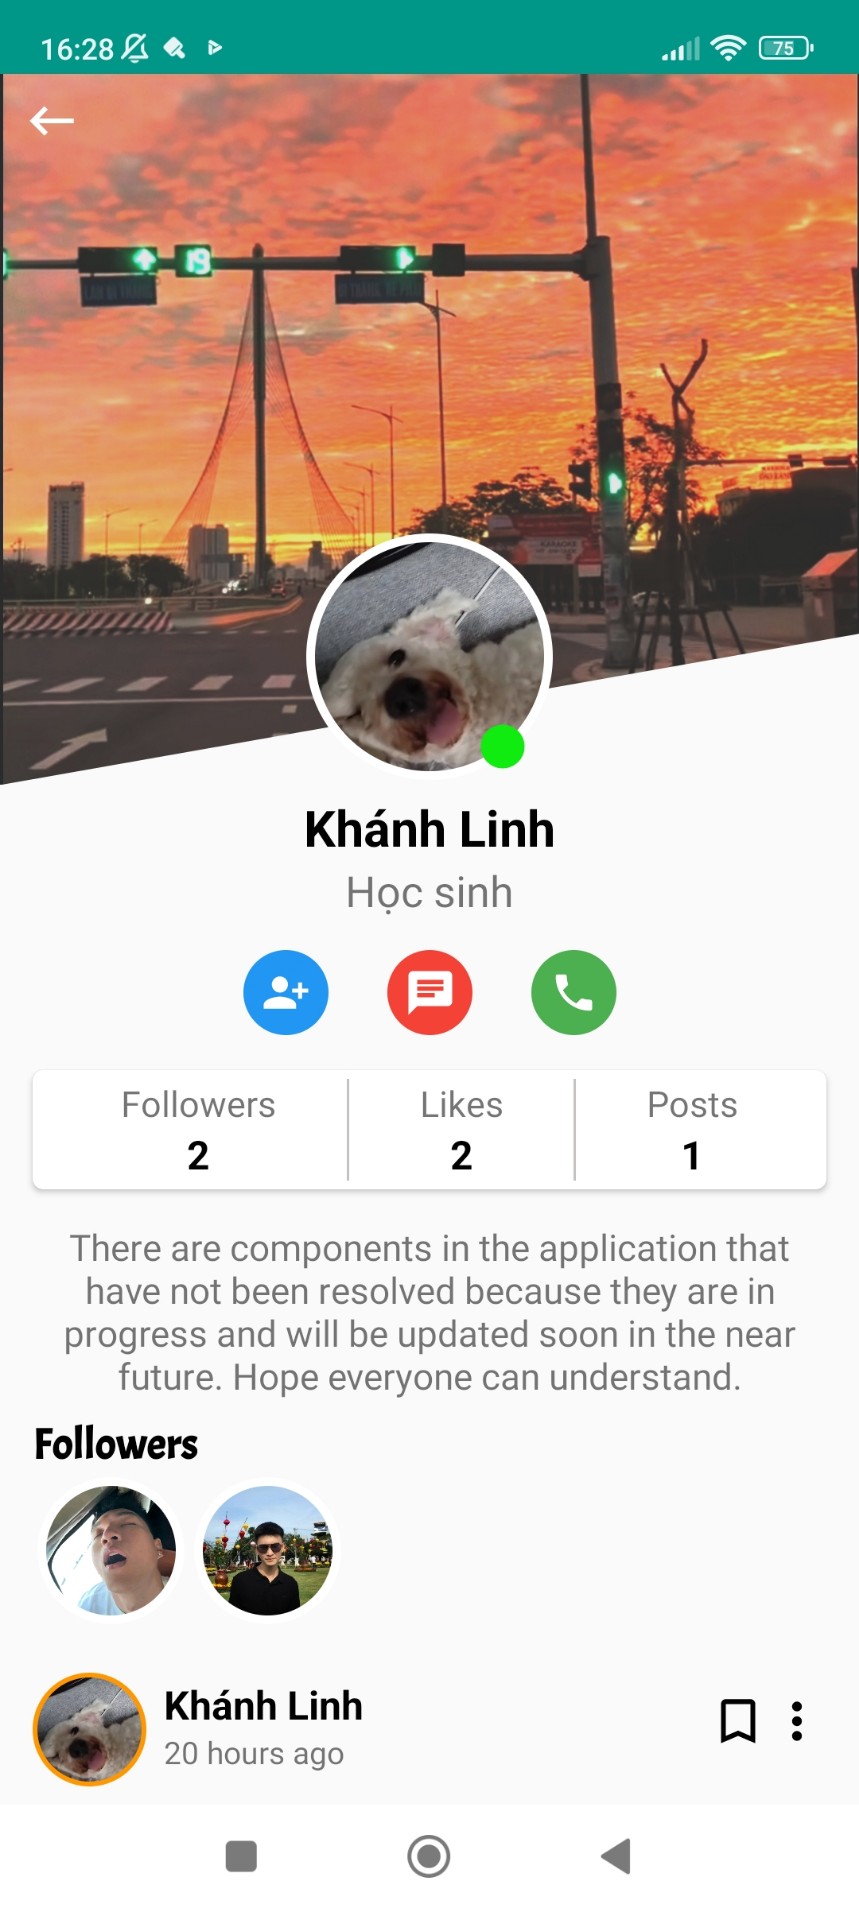 16:28
75
19
Khánh Linh
Học sinh
Followers
Likes
Posts
2
2
1
There are components in the application that
have not been resolved because they are in
progress and will be updated soon in the near
future. Hope everyone can understand.
Followers
Khánh Linh
20 hours ago